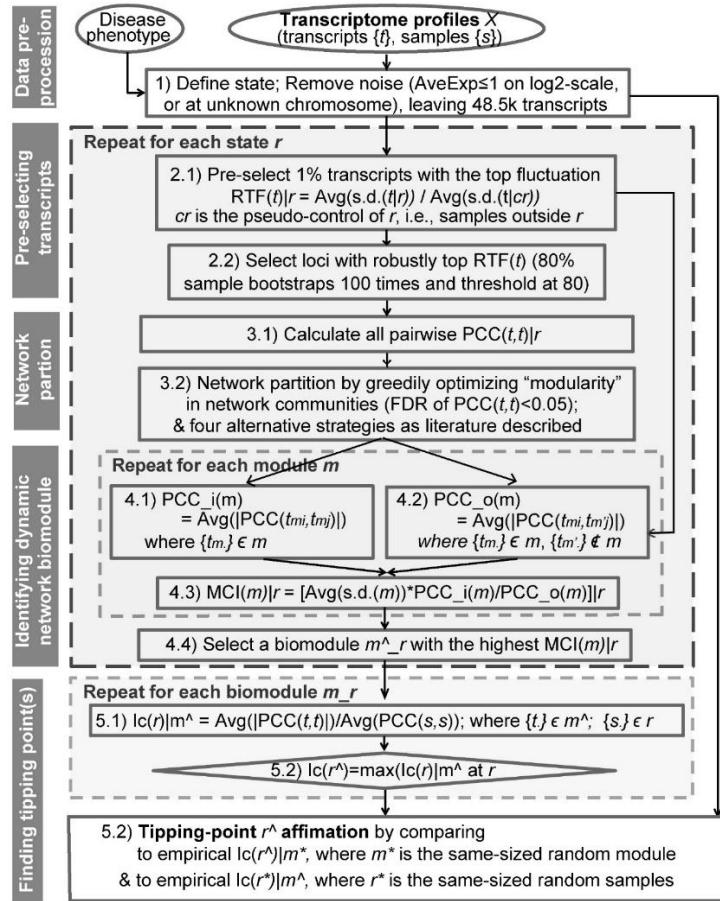 Data pre-
procession
Disease
phenotype
Transcriptome profiles X
(transcripts {t}, samples {s})
1) Define state; Remove noise (AveExp≤1 on log2-scale,
or at unknown chromosome), leaving 48.5k transcripts
Pre-selecting
transcripts
Repeat for each state r
2.1) Pre-select 1% transcripts with the top fluctuation
RTF(t)|r = Avg(s.d.(t|r)) / Avg(s.d.(t|cr))
cr is the pseudo-control of r, i.e., samples outside r
2.2) Select loci with robustly top RTF(t) (80%
sample bootstraps 100 times and threshold at 80)
Network
partion
3.1) Calculate all pairwise PCC(t,t)|r
3.2) Network partition by greedily optimizing “modularity”
in network communities (FDR of PCC(t,t)<0.05);
& four alternative strategies as literature described
Identifying dynamic
network biomodule
Repeat for each module m
4.1) PCC_i(m)
= Avg(|PCC(tmi,tmj)|)
where {tm.} ϵ m
4.2) PCC_o(m)
= Avg(|PCC(tmi,tm'j)|)
where {tm.} ϵ m, {tm'.} ∉ m
4.3) MCI(m)|r = [Avg(s.d.(m))*PCC_i(m)/PCC_o(m)]|r
4.4) Select a biomodule m^_r with the highest MCI(m)|r
Finding tipping point(s)
Repeat for each biomodule m_r
5.1) Ic(r)|m^ = Avg(|PCC(t,t)|)/Avg(PCC(s,s)); where {t.} ϵ m^; {s.} ϵ r
5.2) Ic(r^)=max(Ic(r)|m^ at r
5.2) Tipping-point r^ affimation by comparing
to empirical Ic(r^)|m*, where m* is the same-sized random module
& to empirical Ic(r*)|m^, where r* is the same-sized random samples